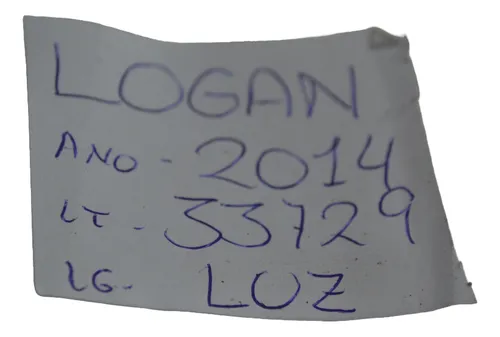 LOGAN
ANO - 2014
LT - 33729
LG - LUZ